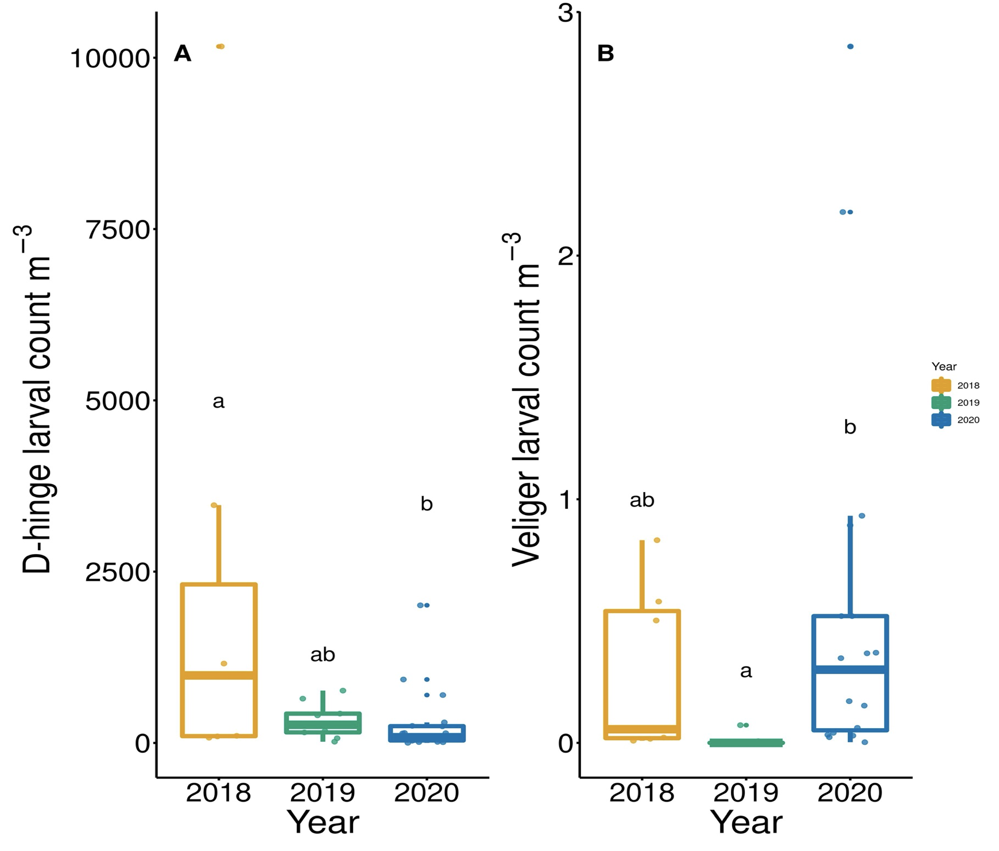 A
D-hinge larval count m−3
10000
7500
5000
2500
0
a
ab
b
2018
2019
2020
Year
B
Veliger larval count m−3
3
2
1
0
ab
a
b
2018
2019
2020
Year
Year
2018
2019
2020